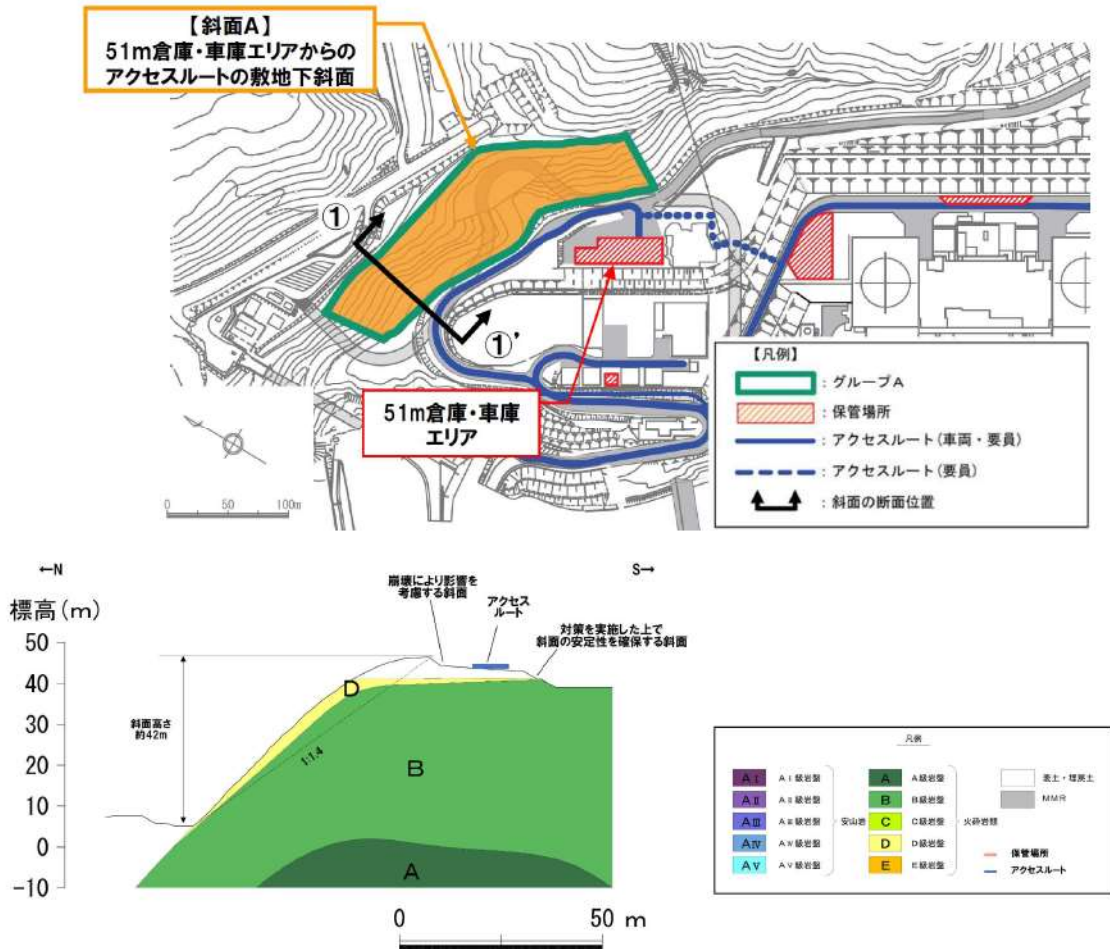 【斜面A】
51m倉庫・車庫エリアからの
アクセスルートの敷地下斜面
①
①'
51m倉庫・車庫
エリア
0 50 100m
【凡例】
：グループA
：保管場所
：アクセスルート(車両・要員)
：アクセスルート(要員)
：斜面の断面位置
←N
S→
標高(m)
崩壊により影響を
考慮する斜面
アクセス
ルート
対策を実施した上で
斜面の安定性を確保する斜面
50
40
30
20
10
0
-10
斜面高さ
約42m
1:1.4
D
B
A
0 50 m
凡例
AⅠ AⅠ級岩盤
AⅡ AⅡ級岩盤
AⅢ AⅢ級岩盤
AⅣ AⅣ級岩盤
AⅤ AⅤ級岩盤
安山岩
A A級岩盤
B B級岩盤
C C級岩盤
D D級岩盤
E E級岩盤
火砕岩類
表土・埋戻土
MMR
保管場所
アクセスルート